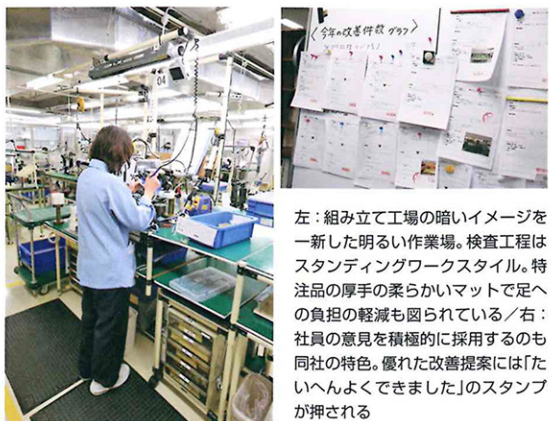 04
〈今年の改善件数グラフ〉
左：組み立て工場の暗いイメージを
一新した明るい作業場。検査工程は
スタンディングワークスタイル。特
注品の厚手の柔らかいマットで足へ
の負担の軽減も図られている／右：
社員の意見を積極的に採用するのも
同社の特色。優れた改善提案には「た
いへんよくできました」のスタンプ
が押される